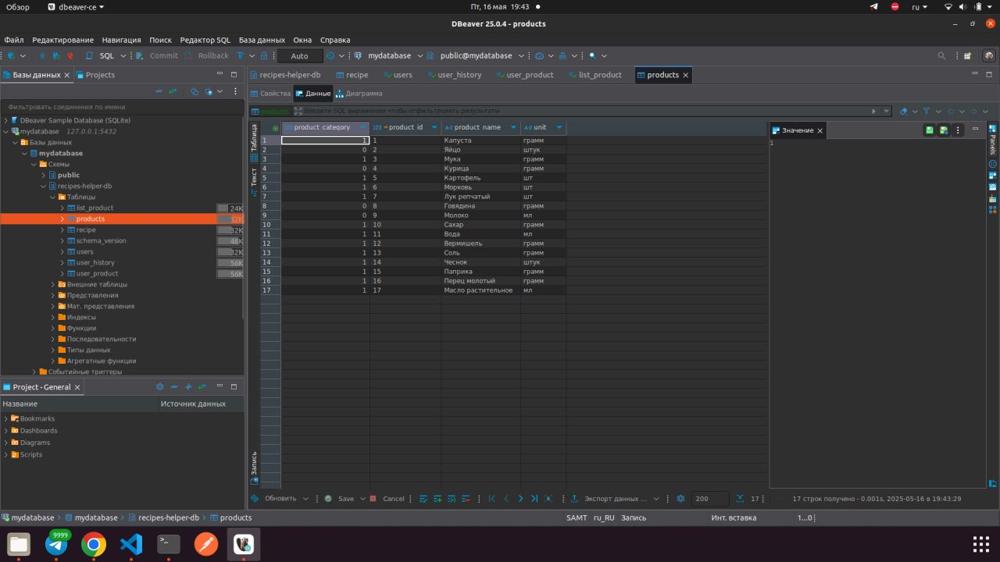 Обзор dbeaver-ce Пт, 16 мая 19:43 ru
DBeaver 25.0.4 - products
Файл Редактирование Навигация Поиск Редактор SQL База данных Окна Справка
SQL Commit Rollback Auto mydatabase public@mydatabase
Базы данных Projects
recipes-helper-db recipe users user_history user_product list_product products
Свойства Данные Диаграмма
Фильтровать соединения по имени
products Введите SQL выражение чтобы отфильтровать результаты
DBeaver Sample Database (SQLite)
mydatabase 127.0.0.1:5432
Базы данных
mydatabase
Схемы
public
recipes-helper-db
Таблицы
list_product 24K
products 32K
recipe 32K
schema_version 48K
users 32K
user_history 56K
user_product 56K
Внешние таблицы
Представления
Мат. представления
Индексы
Функции
Последовательности
Типы данных
Агрегатные функции
Событийные триггеры
Project - General
Название Источник данных
Bookmarks
Dashboards
Diagrams
Scripts
Таблица
Текст
Запись
123 product_category 123 product_id A-Z product_name A-Z unit
1 1 1 Капуста грамм
2 0 2 Яйцо штук
3 1 3 Мука грамм
4 0 4 Курица грамм
5 1 5 Картофель шт
6 1 6 Морковь шт
7 1 7 Лук репчатый шт
8 0 8 Говядина грамм
9 0 9 Молоко мл
10 1 10 Сахар грамм
11 1 11 Вода мл
12 1 12 Вермишель грамм
13 1 13 Соль грамм
14 1 14 Чеснок штук
15 1 15 Паприка грамм
16 1 16 Перец молотый грамм
17 1 17 Масло растительное мл
Значение
1
Panels
Обновить Save Cancel Экспорт данных ... 200 17 17 строк получено - 0.001s, 2025-05-16 в 19:43:29
mydatabase mydatabase recipes-helper-db products SAMT ru_RU Запись Инт. вставка 1...0
9999